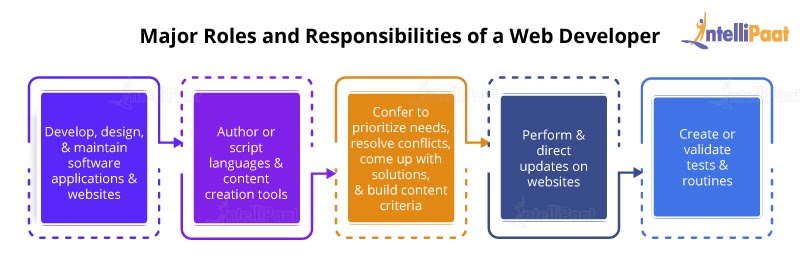 Major Roles and Responsibilities of a Web Developer
IntelliPaat
Develop, design,
& maintain
software
applications &
websites
Author or
script
languages &
content
creation tools
Confer to
prioritize needs,
resolve conflicts,
come up with
solutions,
& build content
criteria
Perform &
direct
updates on
websites
Create or
validate
tests &
routines